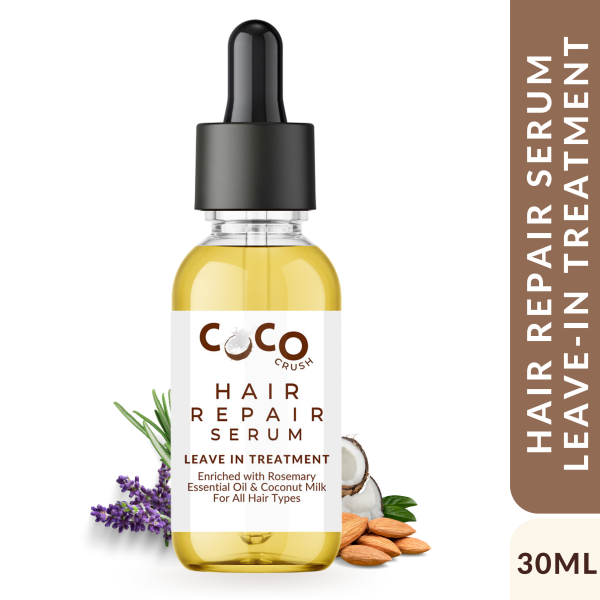 COCO
CRUSH
HAIR
REPAIR
SERUM
LEAVE IN TREATMENT
Enriched with Rosemary
Essential Oil & Coconut Milk
For All Hair Types
HAIR REPAIR SERUM
LEAVE-IN TREATMENT
30ML